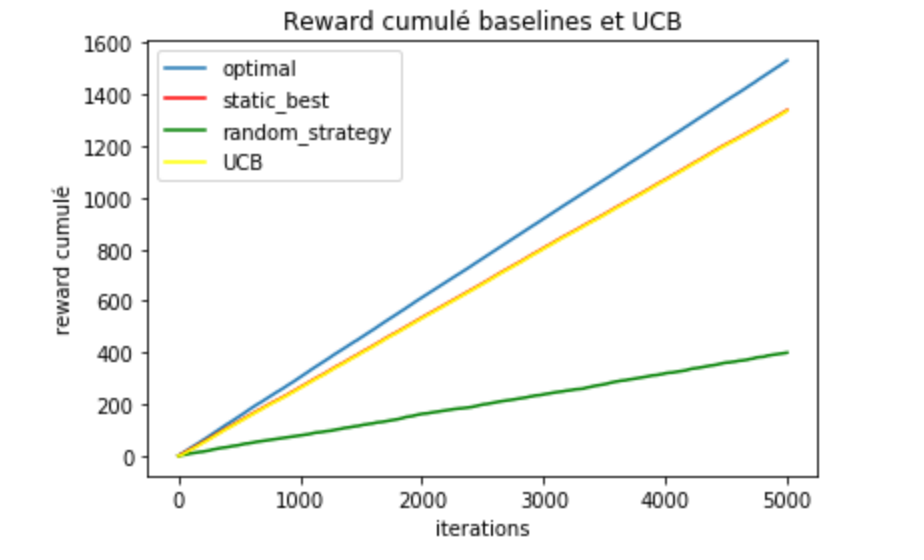 Reward cumulé baselines et UCB
1600
1400
1200
1000
800
600
400
200
0
reward cumulé
optimal
static_best
random_strategy
UCB
0 1000 2000 3000 4000 5000
iterations